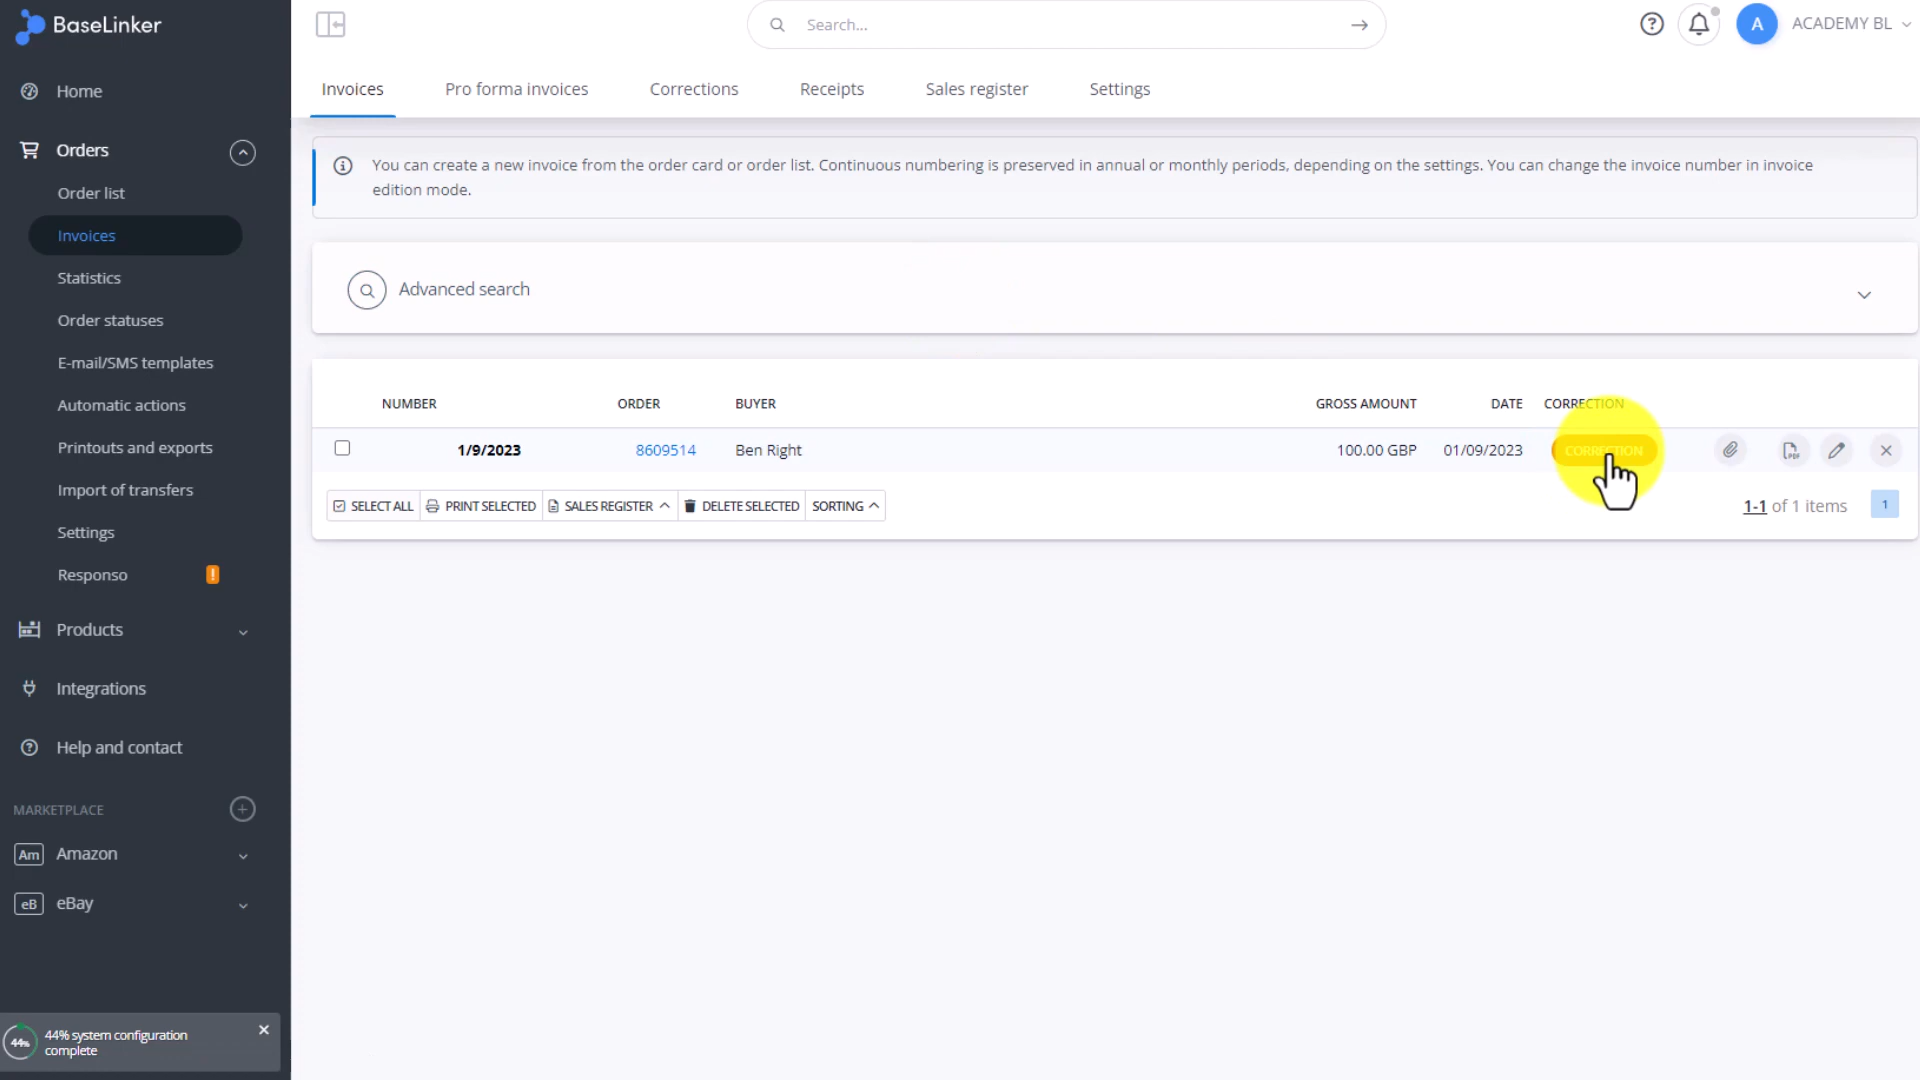 BaseLinker
Search...
A
ACADEMY BL
Home
Orders
Order list
Invoices
Statistics
Order statuses
E-mail/SMS templates
Automatic actions
Printouts and exports
Settings
Responso
!
Products
Integrations
Help and contact
MARKETPLACE
Am
Amazon
eB
eBay
44%
44% system configuration
complete
Invoices
Pro forma invoices
Corrections
Receipts
Sales register
Settings
You can create a new invoice from the order card or order list. Continuous numbering is preserved in annual or monthly periods, depending on the settings. You can change the invoice number in invoice
edition mode.
Advanced search
NUMBER ORDER BUYER GROSS AMOUNT DATE CORRECTION
1/9/2023 8609514 Ben Right 100.00 GBP 01/09/2023 CORRECTION PDF
SELECT ALL PRINT SELECTED SALES REGISTER DELETE SELECTED SORTING 1-1 of 1 items 1
Import of transfers